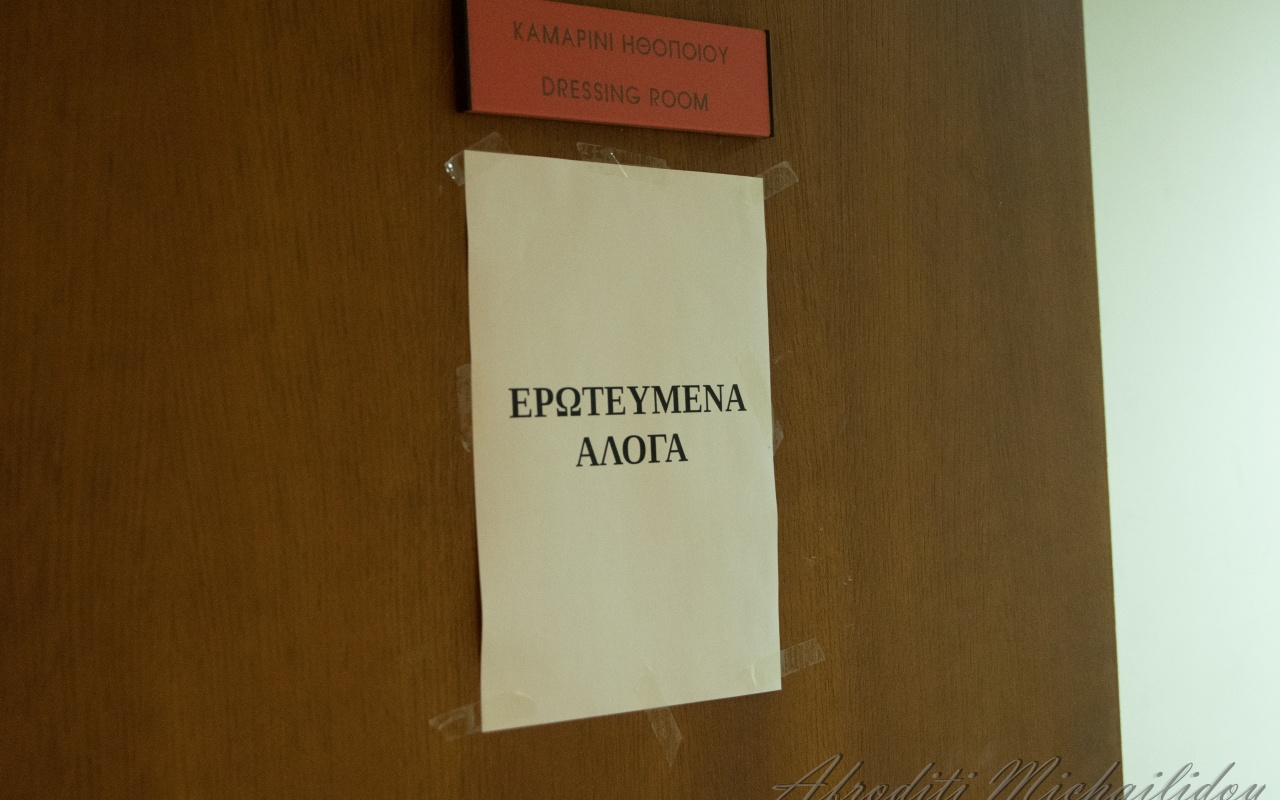 ΚΑΜΑΡΙΝΙ ΗΘΟΠΟΙΟΥ
DRESSING ROOM
ΕΡΩΤΕΥΜΕΝΑ
ΑΛΟΓΑ
Afroditi Michailidou